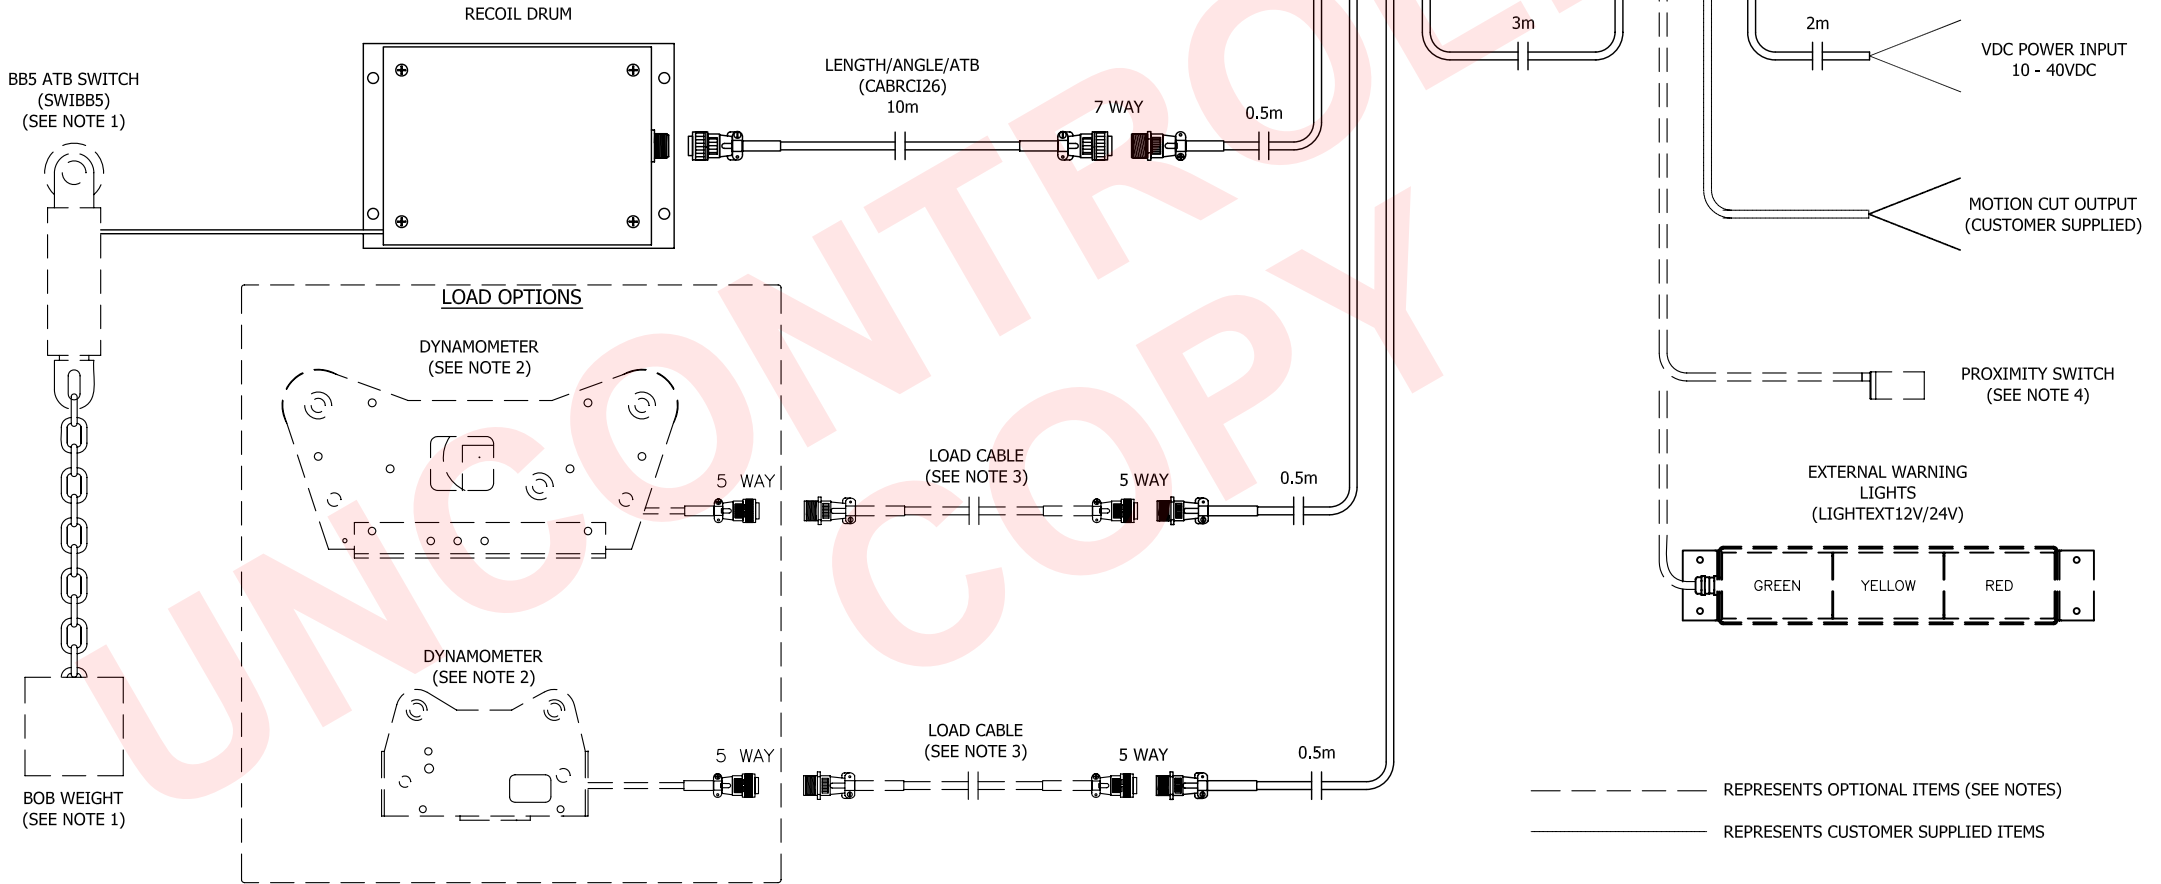 RECOIL DRUM
BB5 ATB SWITCH
(SWIBB5)
(SEE NOTE 1)
LENGTH/ANGLE/ATB
(CABRCI26)
10m
7 WAY
0.5m
3m
2m
VDC POWER INPUT
10 - 40VDC
MOTION CUT OUTPUT
(CUSTOMER SUPPLIED)
LOAD OPTIONS
DYNAMOMETER
(SEE NOTE 2)
5 WAY
LOAD CABLE
(SEE NOTE 3)
5 WAY
0.5m
PROXIMITY SWITCH
(SEE NOTE 4)
EXTERNAL WARNING
LIGHTS
(LIGHTEXT12V/24V)
GREEN
YELLOW
RED
DYNAMOMETER
(SEE NOTE 2)
5 WAY
LOAD CABLE
(SEE NOTE 3)
5 WAY
0.5m
BOB WEIGHT
(SEE NOTE 1)
REPRESENTS OPTIONAL ITEMS (SEE NOTES)
REPRESENTS CUSTOMER SUPPLIED ITEMS
UNCONTROL
COPY